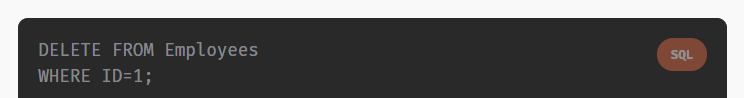 DELETE FROM Employees
SQL
WHERE ID=1;